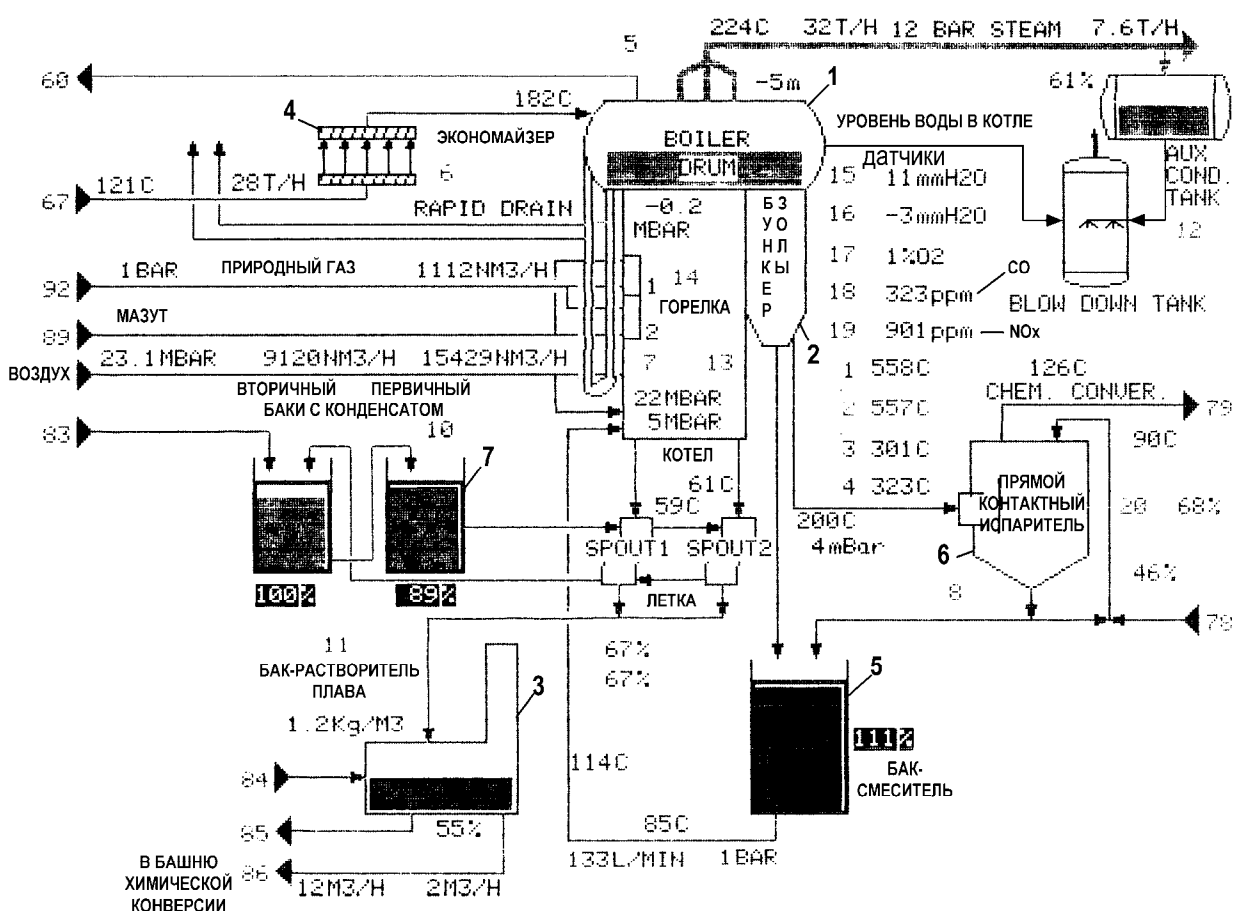 224C 32T/H 12 BAR STEAM 7.6T/H
5
60
-5m
1
61%
182C
4
ЭКОНОМАЙЗЕР
BOILER
DRUM
УРОВЕНЬ ВОДЫ В КОТЛЕ
ДАТЧИКИ
AUX
COND.
TANK
12
121C
67
28T/H
6
RAPID DRAIN
-0.2
MBAR
БУНКЕР
ЗОЛЫ
15 11mmH2O
16 -3mmH2O
17 1%O2
18 323ppm
CO
19 901ppm
NOx
BLOW DOWN TANK
92
1BAR
ПРИРОДНЫЙ ГАЗ
1112NM3/H
1
14
ГОРЕЛКА
89
МАЗУТ
2
2
ВОЗДУХ
23.1MBAR 9120NM3/H 15429NM3/H
7
13
ВТОРИЧНЫЙ ПЕРВИЧНЫЙ
БАКИ С КОНДЕНСАТОМ
22MBAR
5MBAR
1 558C
2 557C
3 301C
4 323C
126C
CHEM. CONVER.
79
83
10
7
КОТЕЛ
90C
61C
59C
200C
4mBar
ПРЯМОЙ
КОНТАКТНЫЙ
ИСПАРИТЕЛЬ
20 68%
6
SPOUT1 SPOUT2
100%
89%
ЛЕТКА
8
46%
78
11
БАК-РАСТВОРИТЕЛЬ
ПЛАВА
3
67%
67%
5
1.2Kg/M3
111%
БАК-
СМЕСИТЕЛЬ
84
114C
85
55%
85C
133L/MIN 1BAR
86
12M3/H 2M3/H
В БАШНЮ
ХИМИЧЕСКОЙ
КОНВЕРСИИ